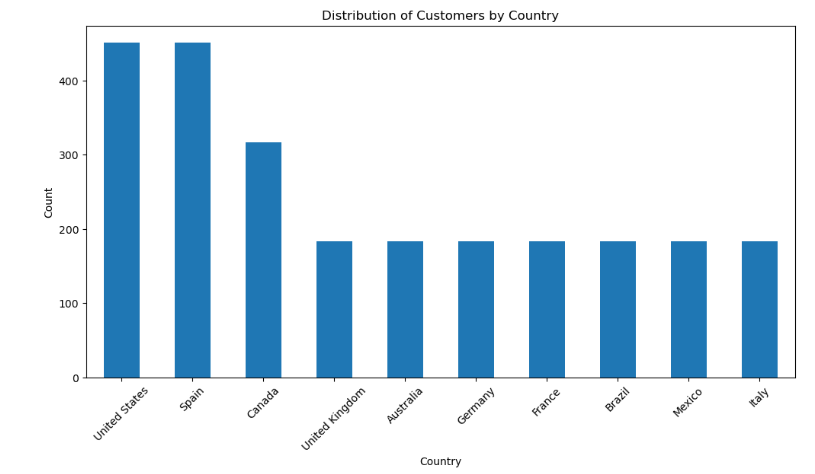 Distribution of Customers by Country
Count
400
300
200
100
0
United States
Spain
Canada
United Kingdom
Australia
Germany
France
Brazil
Mexico
Italy
Country